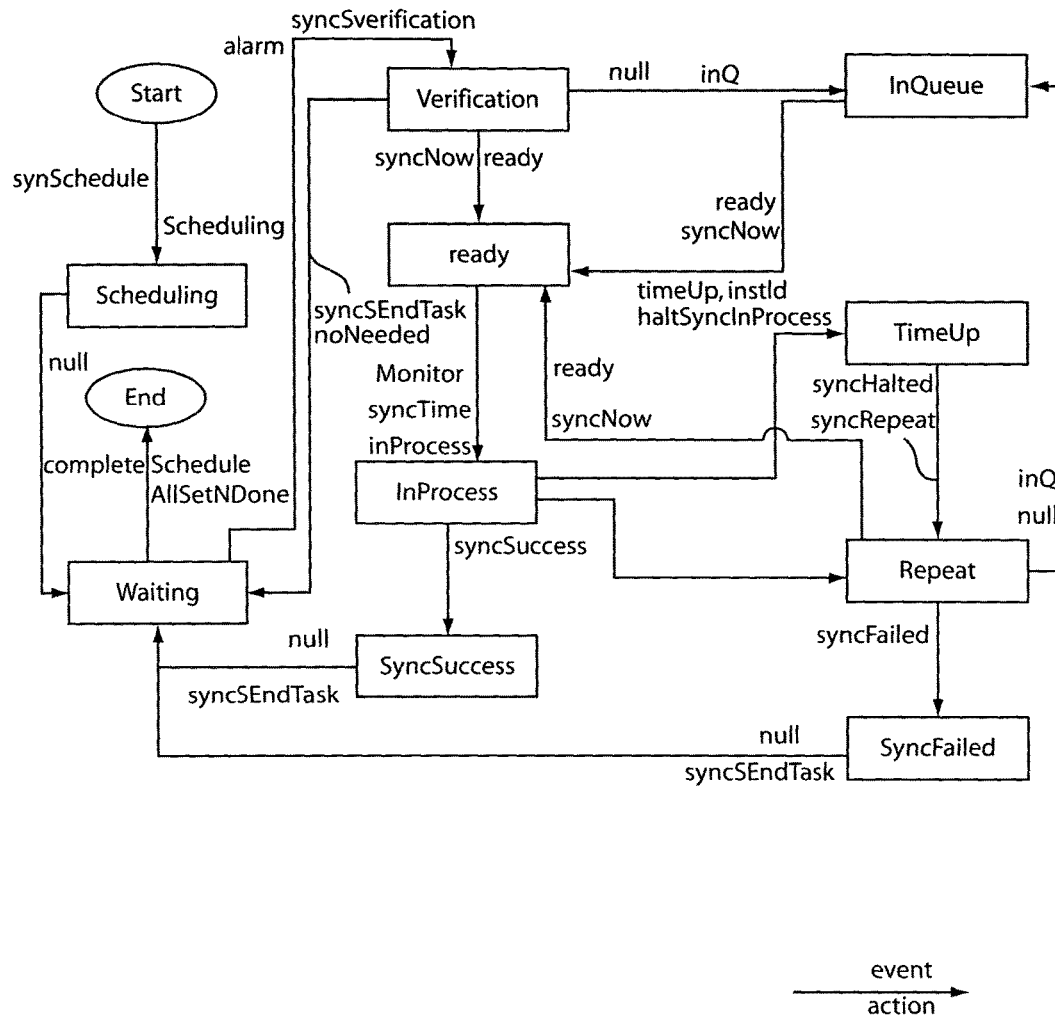 syncSverification
alarm
Start
Verification
null inQ
InQueue
syncNow ready
synSchedule
Scheduling
ready
syncNow
ready
Scheduling
syncSEndTask
noNeeded
timeUp, instId
haltSyncInProcess
TimeUp
null
End
Monitor
syncTime
inProcess
ready
syncNow
syncHalted
syncRepeat
complete
Schedule
AllSetNDone
InProcess
inQ
null
syncSuccess
Waiting
Repeat
null
SyncSuccess
syncSEndTask
syncFailed
null
SyncFailed
syncSEndTask
event
action